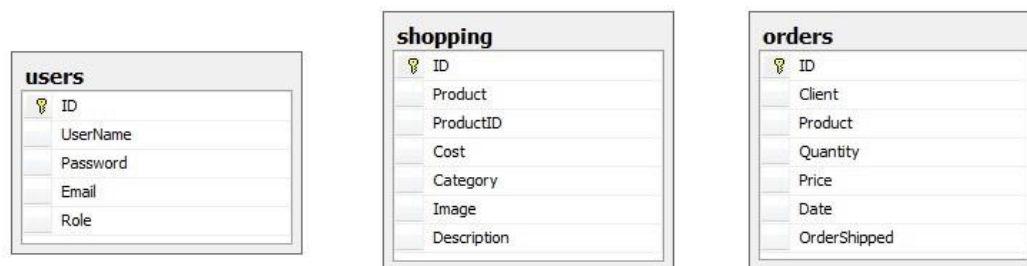 users
ID
UserName
Password
Email
Role
shopping
ID
Product
ProductID
Cost
Category
Image
Description
orders
ID
Client
Product
Quantity
Price
Date
OrderShipped